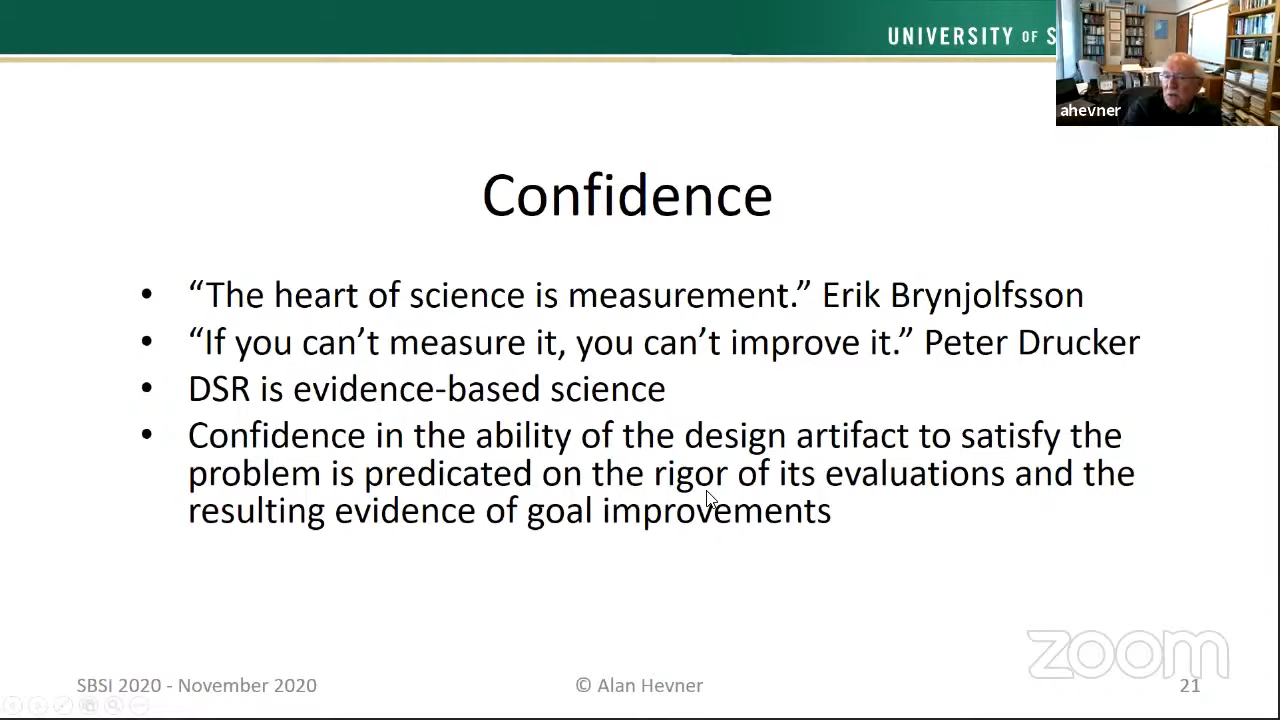 UNIVERSITY OF S
ahevner
Confidence
• “The heart of science is measurement.” Erik Brynjolfsson
• “If you can’t measure it, you can’t improve it.” Peter Drucker
• DSR is evidence-based science
• Confidence in the ability of the design artifact to satisfy the
problem is predicated on the rigor of its evaluations and the
resulting evidence of goal improvements
zoom
SBSI 2020 - November 2020
© Alan Hevner
21